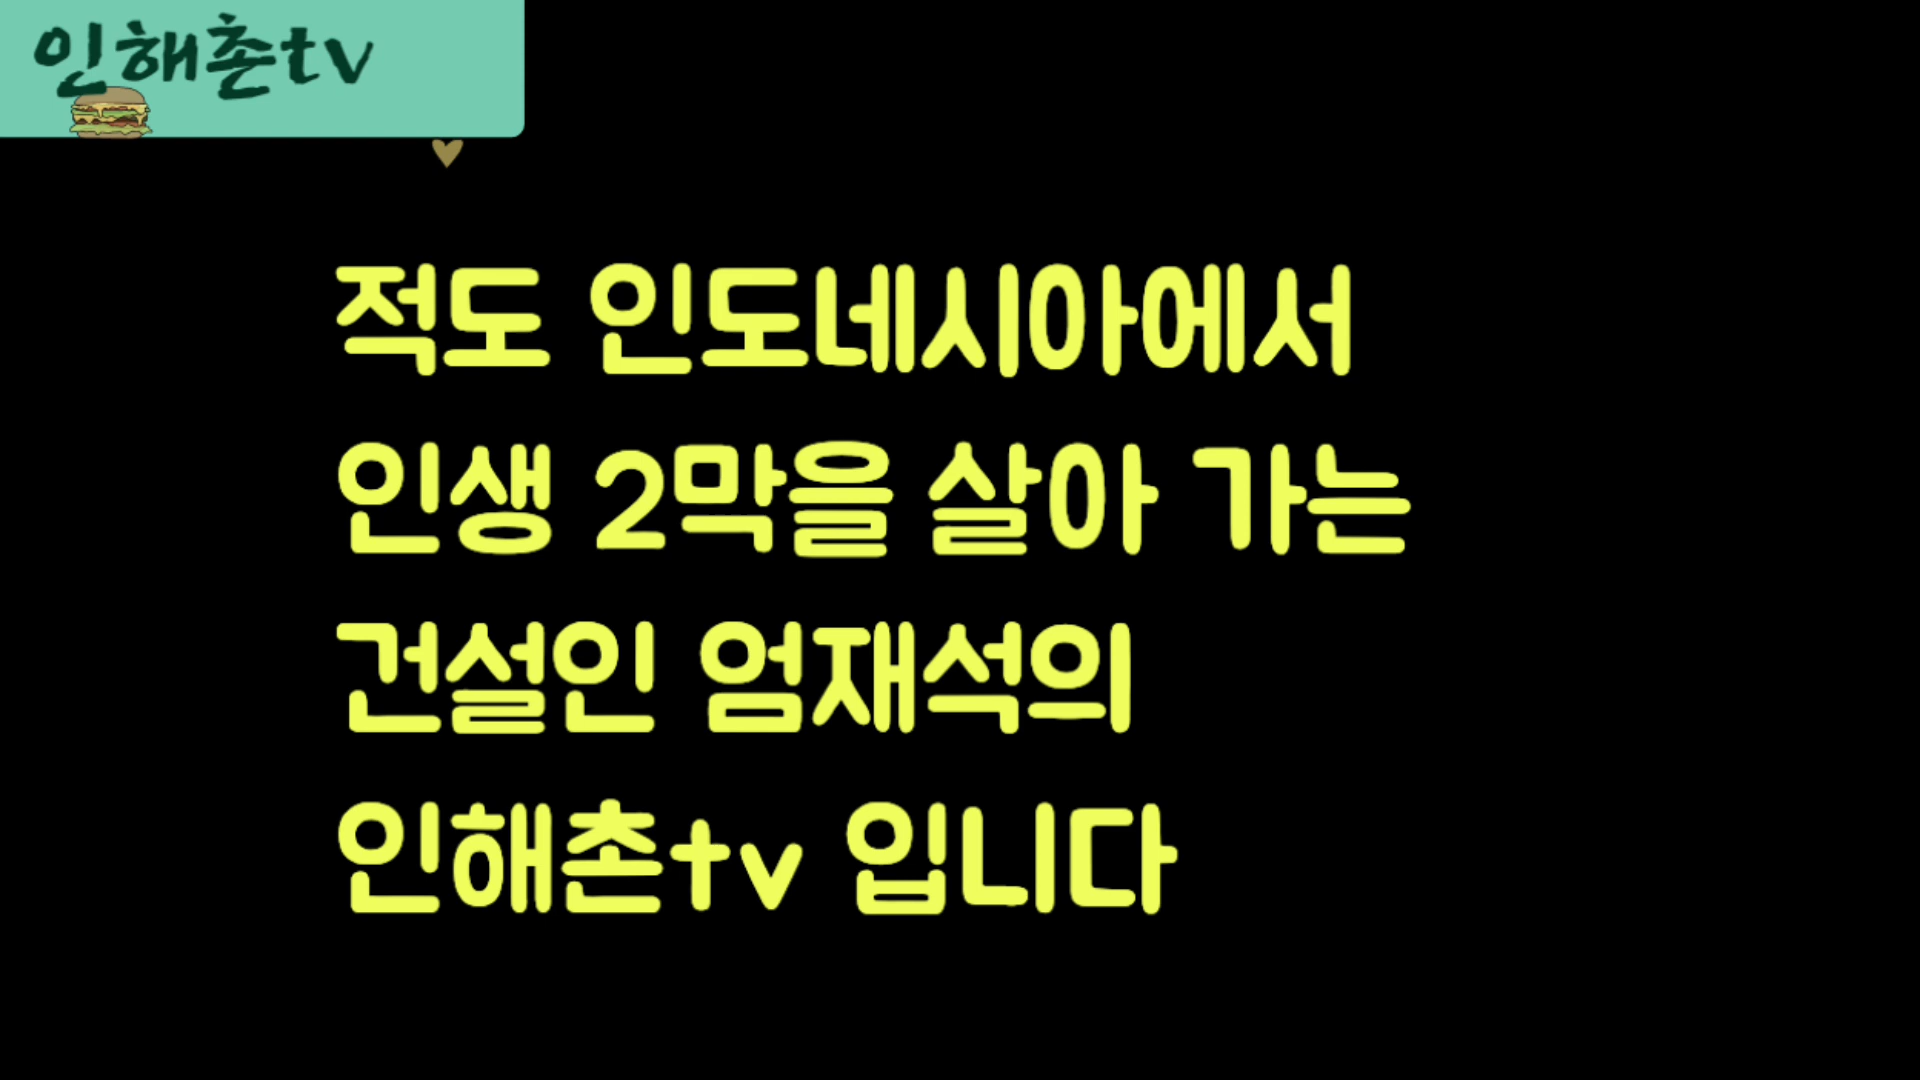 인해촌tv
적도 인도네시아에서
인생 2막을 살아 가는
건설인 엄재석의
인해촌tv 입니다